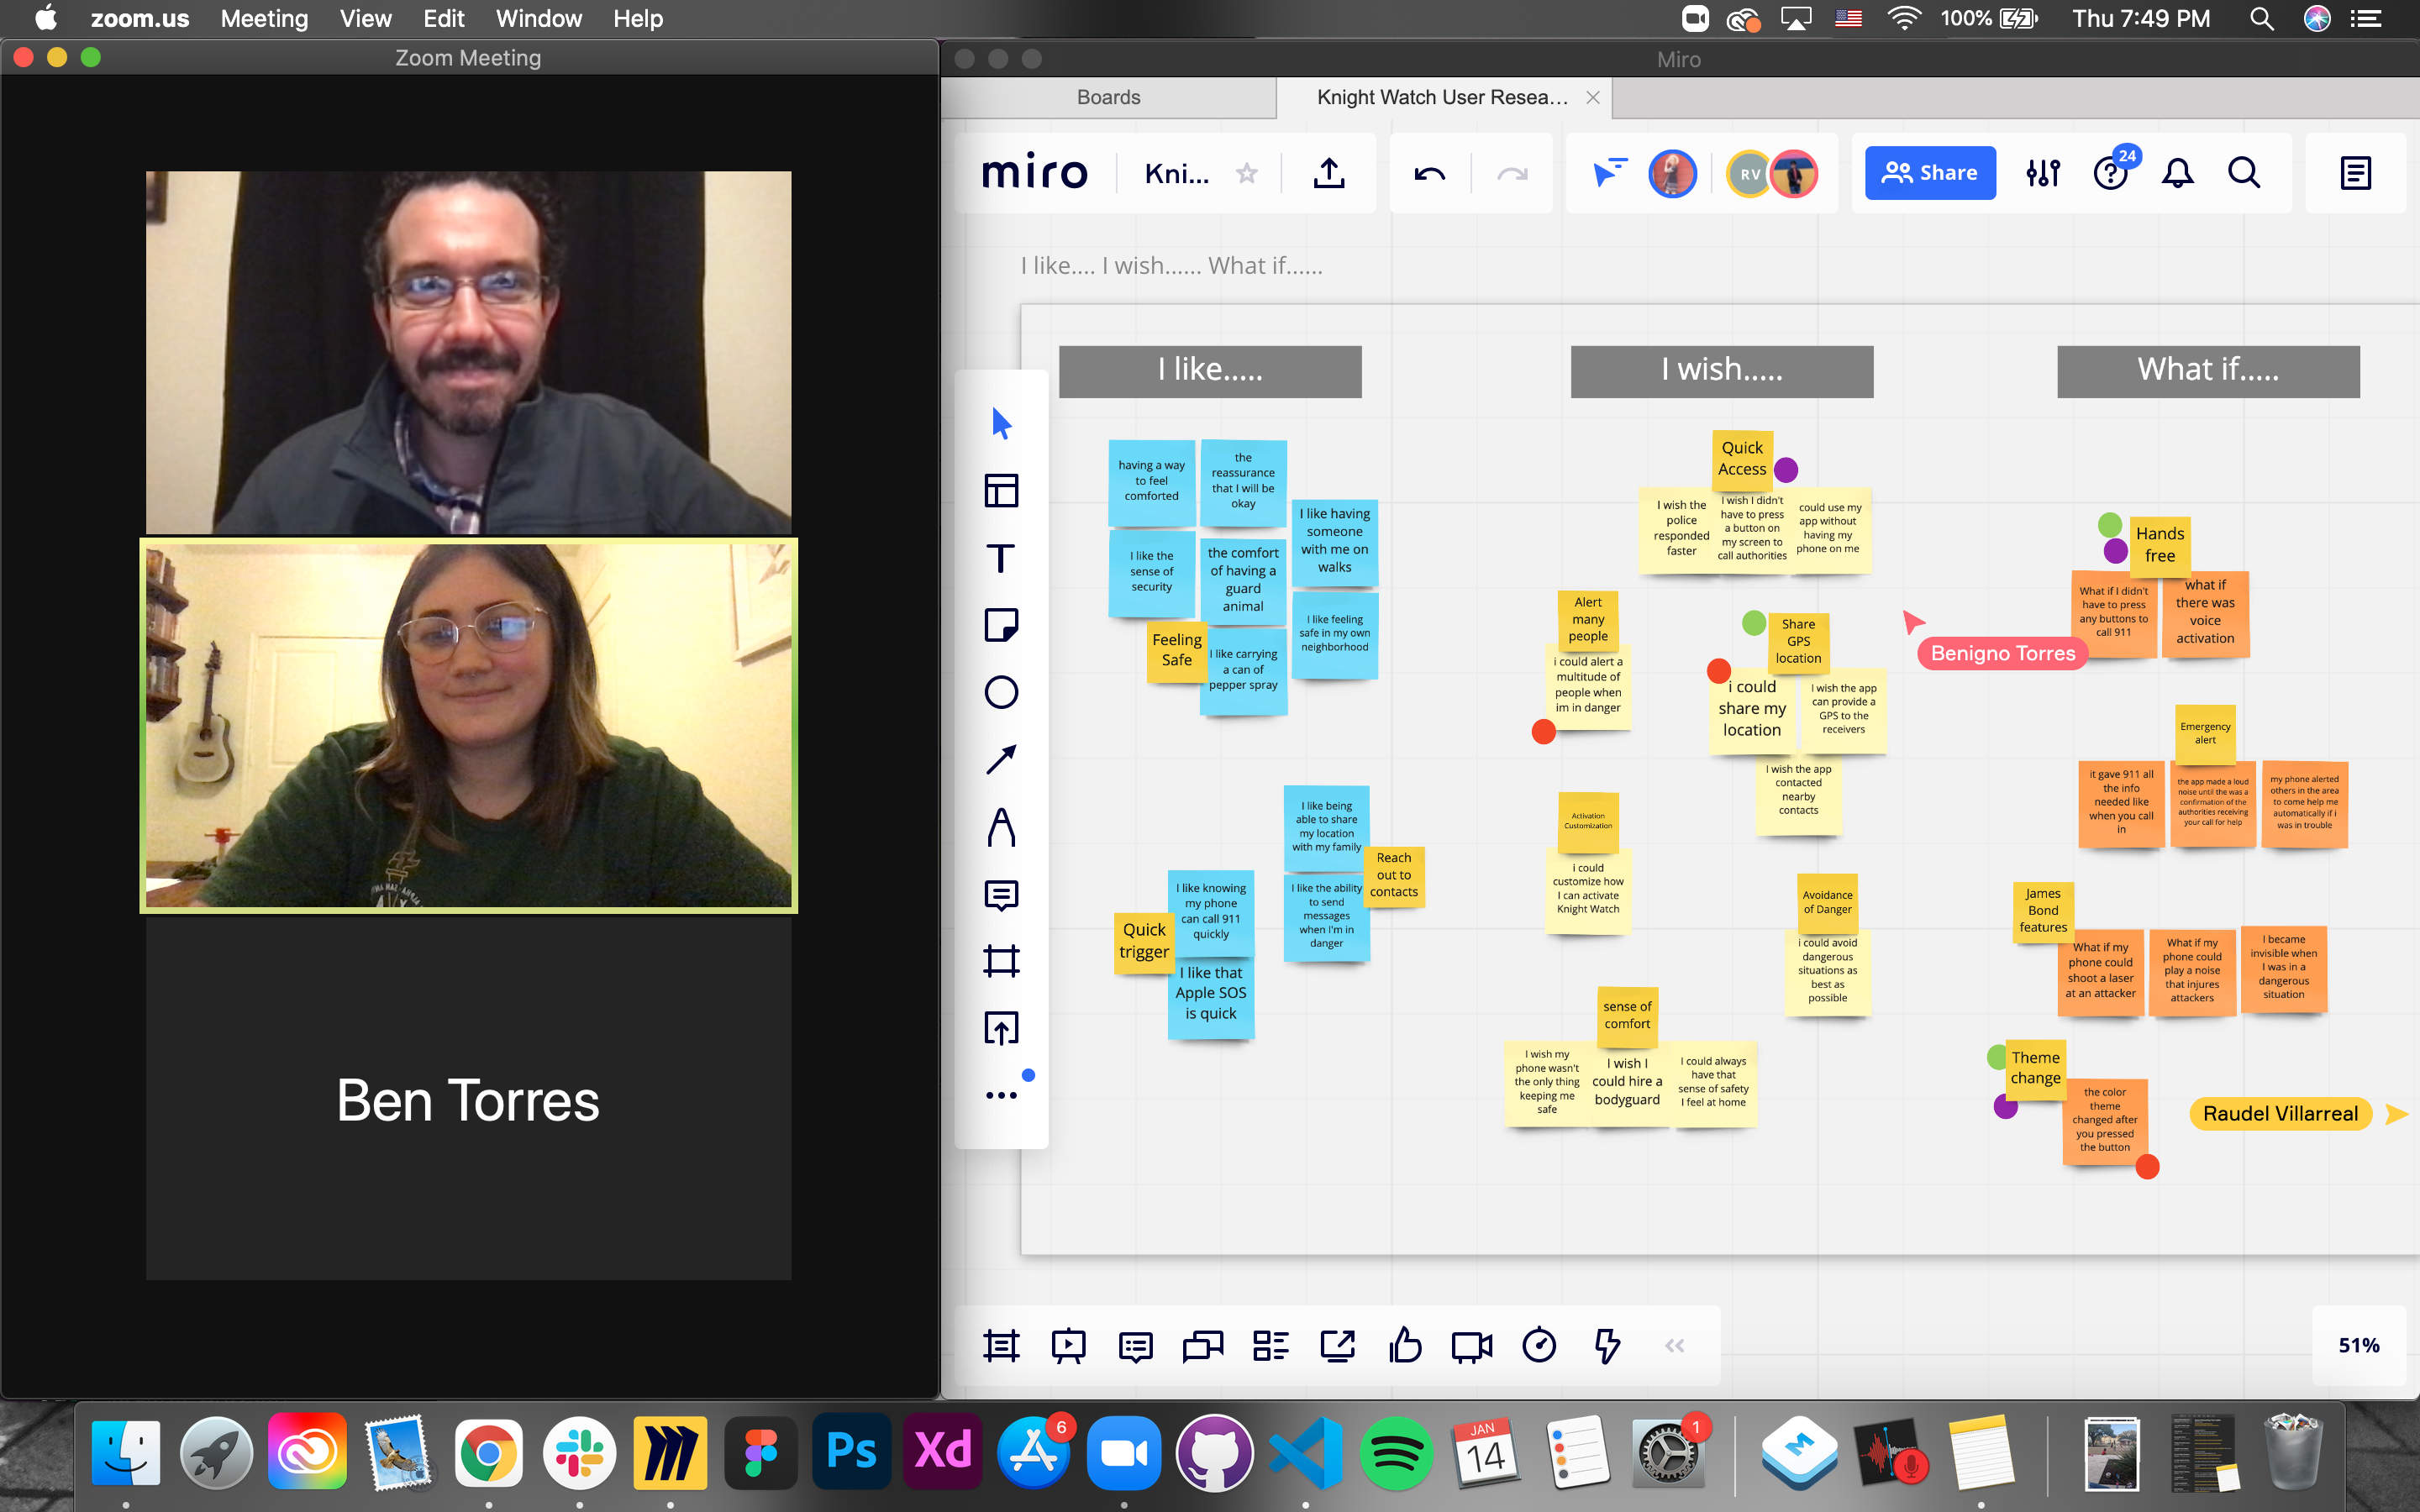 zoom.us Meeting View Edit Window Help
100% Thu 7:49 PM
Zoom Meeting
Miro
Boards
Knight Watch User Resea...
miro
Kni...
RV
Share
24
I like.... I wish...... What if......
I like.....
I wish.....
What if.....
having a way
to feel
comforted
the
reassurance
that I will be
okay
I like having
someone
with me on
walks
I like the
sense of
security
the comfort
of having a
guard
animal
I like feeling
safe in my own
neighborhood
Feeling
Safe
I like carrying
a can of
pepper spray
I like being
able to share
my location
with my family
Reach
out to
contacts
I like the ability
to send
messages
when I'm in
danger
I like knowing
my phone
can call 911
quickly
Quick
trigger
I like that
Apple SOS
is quick
Quick
Access
I wish the
police
responded
faster
I wish I didn't
have to press
a button on
my screen to
call authorities
could use my
app without
having my
phone on me
Alert
many
people
i could alert a
multitude of
people when
im in danger
Share
GPS
location
i could
share my
location
I wish the app
can provide a
GPS to the
receivers
I wish the app
contacted
nearby
contacts
Activation
Customization
i could
customize how
I can activate
Knight Watch
Avoidance
of Danger
i could avoid
dangerous
situations as
best as
possible
sense of
comfort
I wish my
phone wasn't
the only thing
keeping me
safe
I wish I
could hire a
bodyguard
I could always
have that
sense of safety
I feel at home
Hands
free
What if I didn't
have to press
any buttons to
call 911
what if
there was
voice
activation
Benigno Torres
Emergency
alert
it gave 911 all
the info
needed like
when you call
in
the app made a loud
noise until the was a
confirmation of the
authorities receiving
your call for help
my phone alerted
others in the area
to come help me
automatically if i
was in trouble
James
Bond
features
What if my
phone could
shoot a laser
at an attacker
What if my
phone could
play a noise
that injures
attackers
I became
invisible when
I was in a
dangerous
situation
Theme
change
the color
theme
changed after
you pressed
the button
Raudel Villarreal
Ben Torres
51%
Ps
Xd
6
JAN
14
1